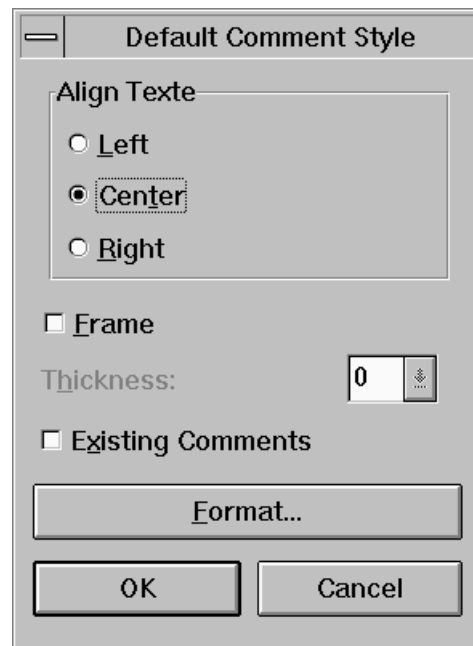 Default Comment Style
Align Texte
Left
Center
Right
Frame
Thickness: 0
Existing Comments
Format...
OK Cancel